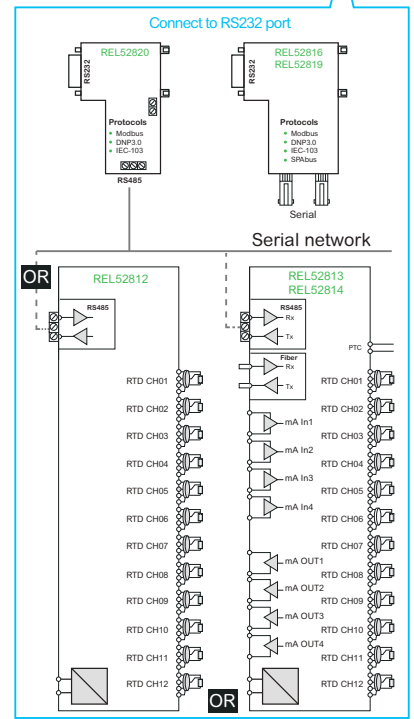 Connect to RS232 port
REL52820
RS232
Protocols
• Modbus
• DNP3.0
• IEC-103
RS485
REL52816
REL52819
RS232
Protocols
• Modbus
• DNP3.0
• IEC-103
• SPAbus
Serial
Serial network
OR
REL52812
RS485
RTD CH01
RTD CH02
RTD CH03
RTD CH04
RTD CH05
RTD CH06
RTD CH07
RTD CH08
RTD CH09
RTD CH10
RTD CH11
RTD CH12
OR
REL52813
REL52814
RS485
Rx
Tx
Fiber
Rx
Tx
mA In1
mA In2
mA In3
mA In4
mA OUT1
mA OUT2
mA OUT3
mA OUT4
PTC
RTD CH01
RTD CH02
RTD CH03
RTD CH04
RTD CH05
RTD CH06
RTD CH07
RTD CH08
RTD CH09
RTD CH10
RTD CH11
RTD CH12